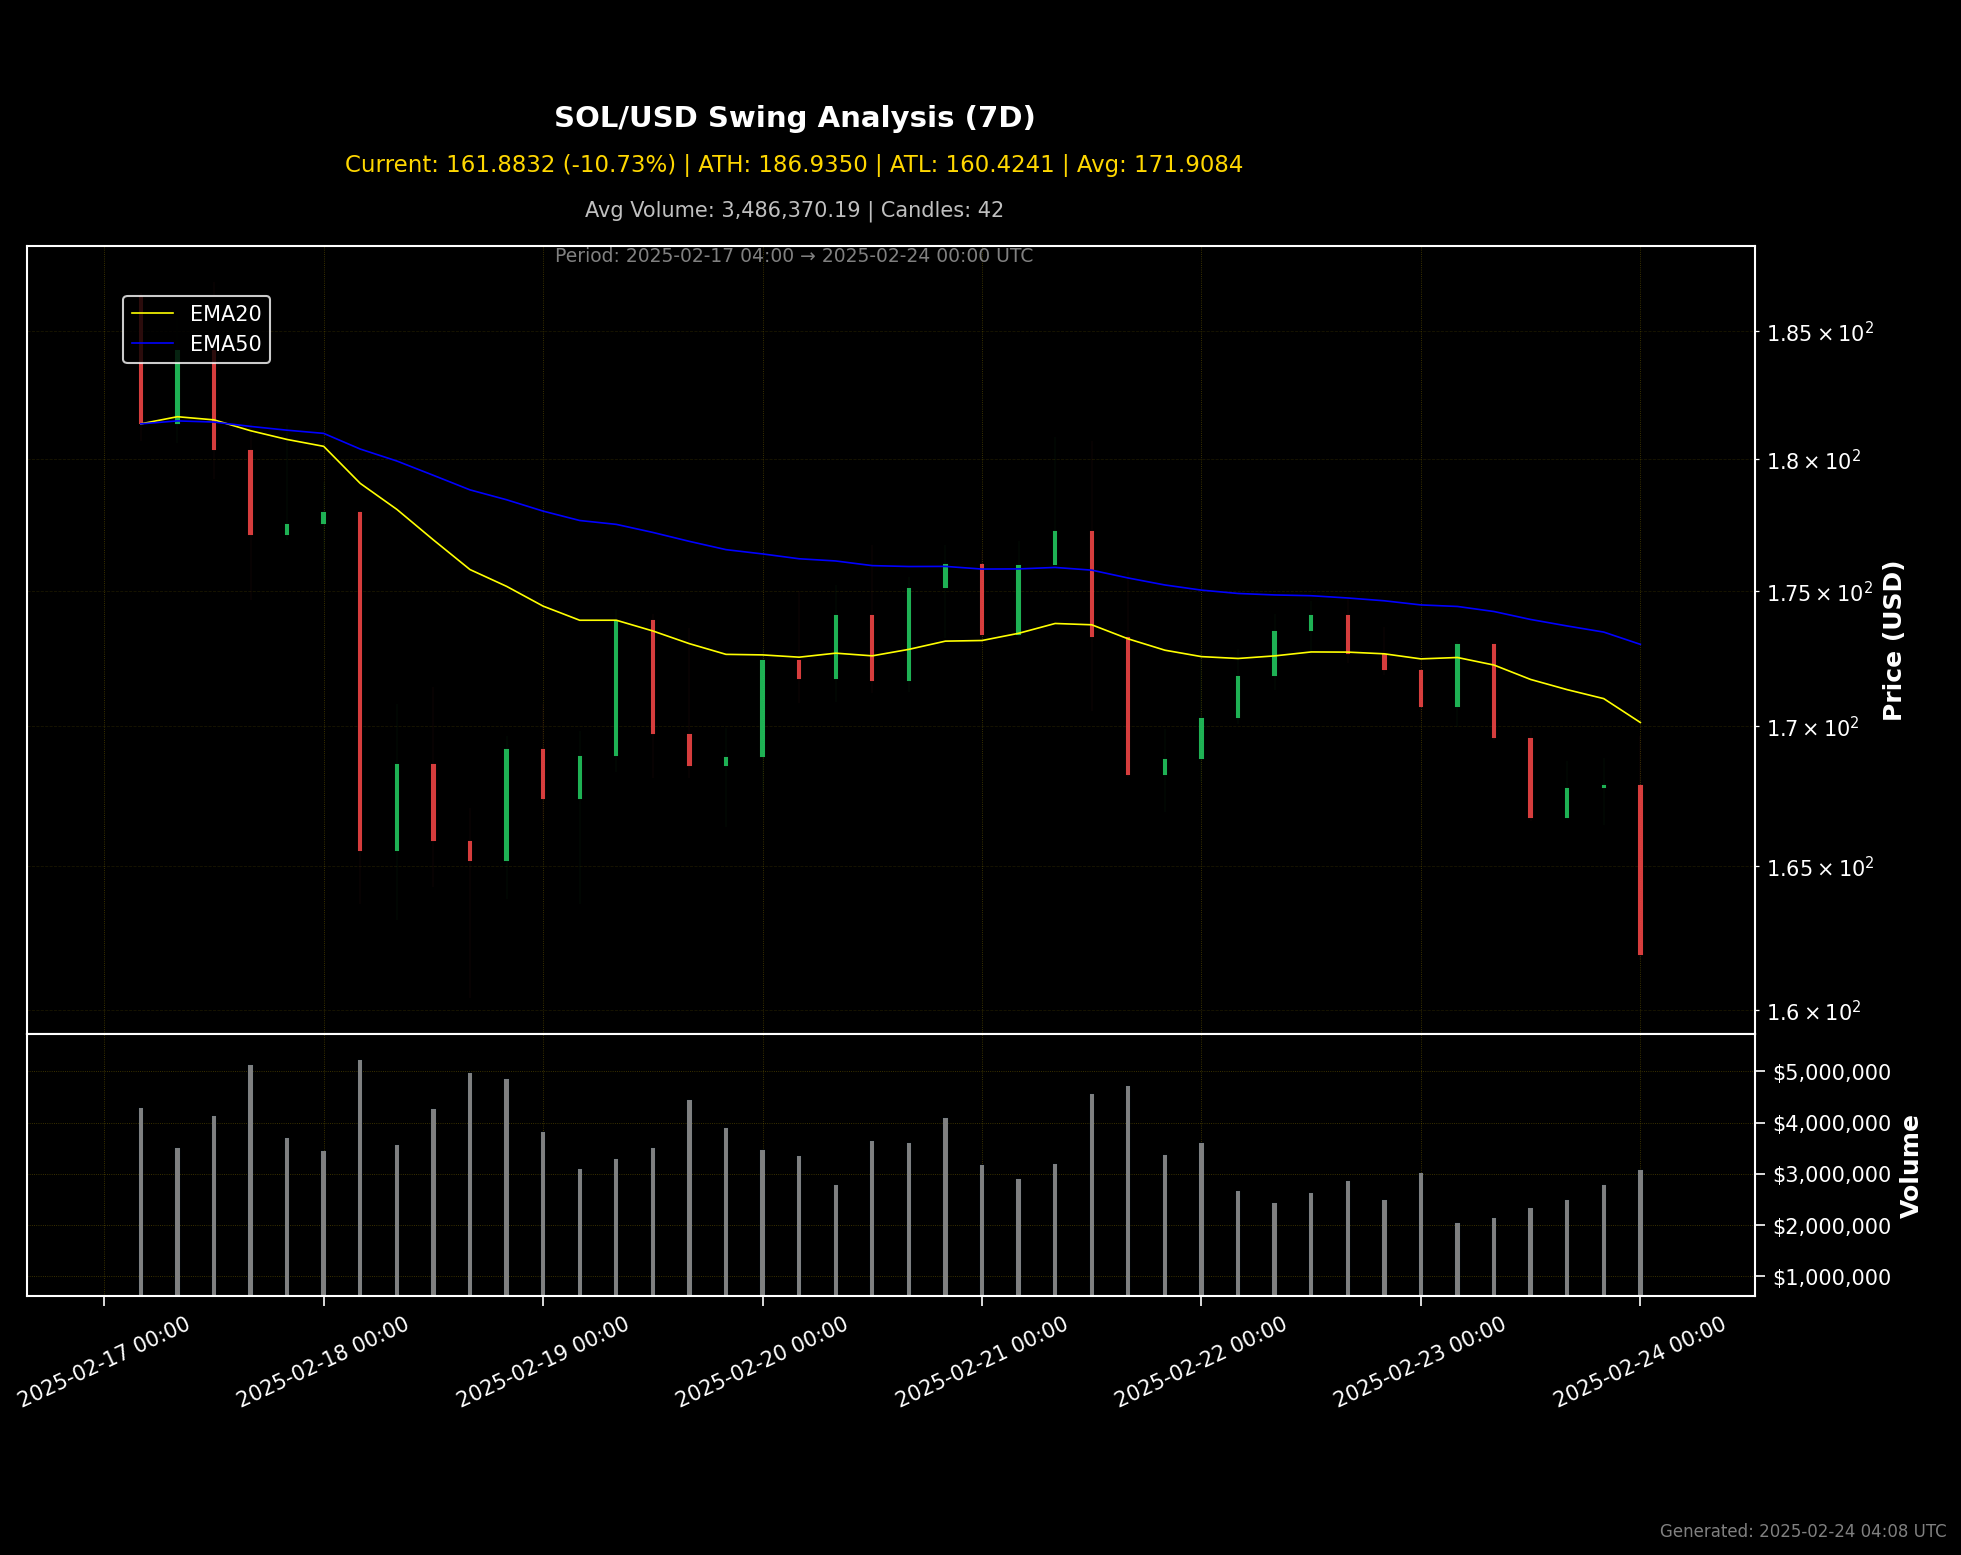 SOL/USD Swing Analysis (7D)
Current: 161.8832 (-10.73%) | ATH: 186.9350 | ATL: 160.4241 | Avg: 171.9084
Avg Volume: 3,486,370.19 | Candles: 42
Period: 2025-02-17 04:00 → 2025-02-24 00:00 UTC
EMA20
EMA50
1.85 × 10²
1.8 × 10²
1.75 × 10²
1.7 × 10²
1.65 × 10²
1.6 × 10²
Price (USD)
$5,000,000
$4,000,000
$3,000,000
$2,000,000
$1,000,000
Volume
2025-02-17 00:00
2025-02-18 00:00
2025-02-19 00:00
2025-02-20 00:00
2025-02-21 00:00
2025-02-22 00:00
2025-02-23 00:00
2025-02-24 00:00
Generated: 2025-02-24 04:08 UTC